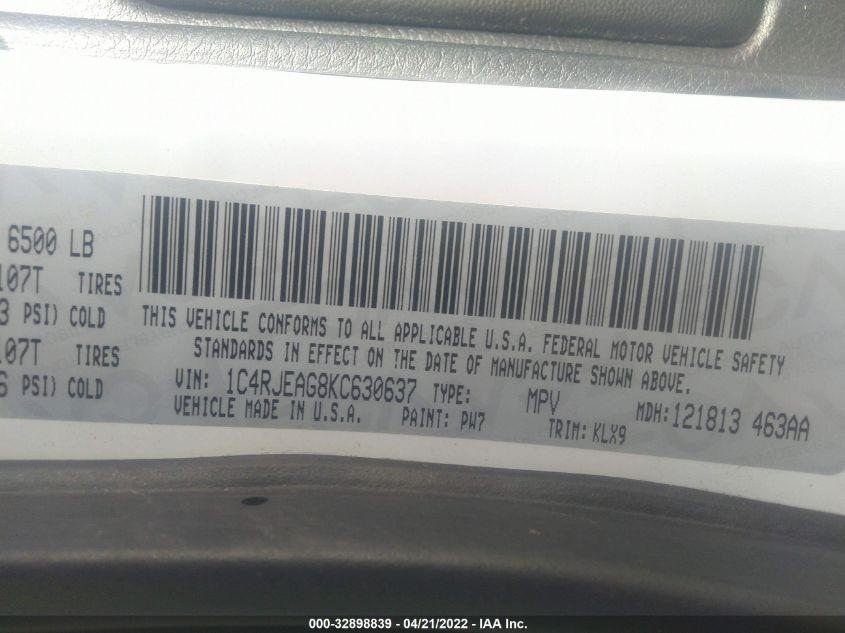 6500 LB
107T TIRES
3 PSI) COLD
107T TIRES
6 PSI) COLD
THIS VEHICLE CONFORMS TO ALL APPLICABLE U.S.A. FEDERAL MOTOR VEHICLE SAFETY
STANDARDS IN EFFECT ON THE DATE OF MANUFACTURE SHOWN ABOVE.
VIN: 1C4RJEAG8KC630637 TYPE: MPV MDH: 121813 463AA
VEHICLE MADE IN U.S.A. PAINT: PW7 TRIM: KLX9
000-32898839 - 04/21/2022 - IAA Inc.